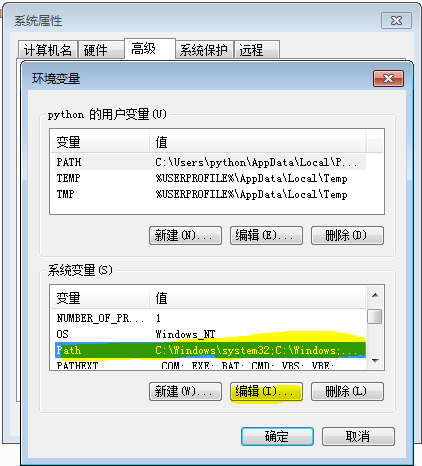 系统属性
计算机名 硬件 高级 系统保护 远程
环境变量
python 的用户变量(U)
变量 值
PATH C:\Users\python\AppData\Local\P...
TEMP %USERPROFILE%\AppData\Local\Temp
TMP %USERPROFILE%\AppData\Local\Temp
新建(N)... 编辑(E)... 删除(D)
系统变量(S)
变量 值
NUMBER_OF_PR... 1
OS Windows_NT
Path C:\Windows\system32;C:\Windows;...
PATHEXT .COM;.EXE;.BAT;.CMD;.VBS;.VBE;
新建(W)... 编辑(I)... 删除(L)
确定 取消